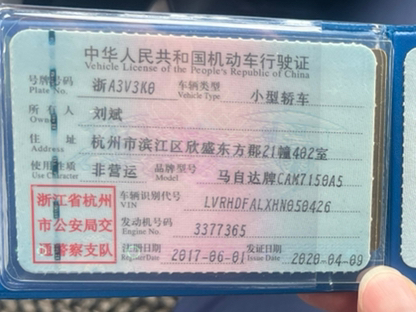 中华人民共和国机动车行驶证
Vehicle License of the People's Republic of China
号牌号码 浙A3V3K0 车辆类型 小型轿车
Plate No. Vehicle Type
所有人 刘斌
Owner
住址 杭州市滨江区欣盛东方郡21幢402室
Address
使用性质 非营运 品牌型号 马自达牌CAM7150A5
Use Character Model
浙江省杭州
市公安局交
通警察支队
车辆识别代号 LVRHDFALXHN050426
VIN
发动机号码 3377365
Engine No.
注册日期 2017-06-01 发证日期 2020-04-09
Register Date Issue Date